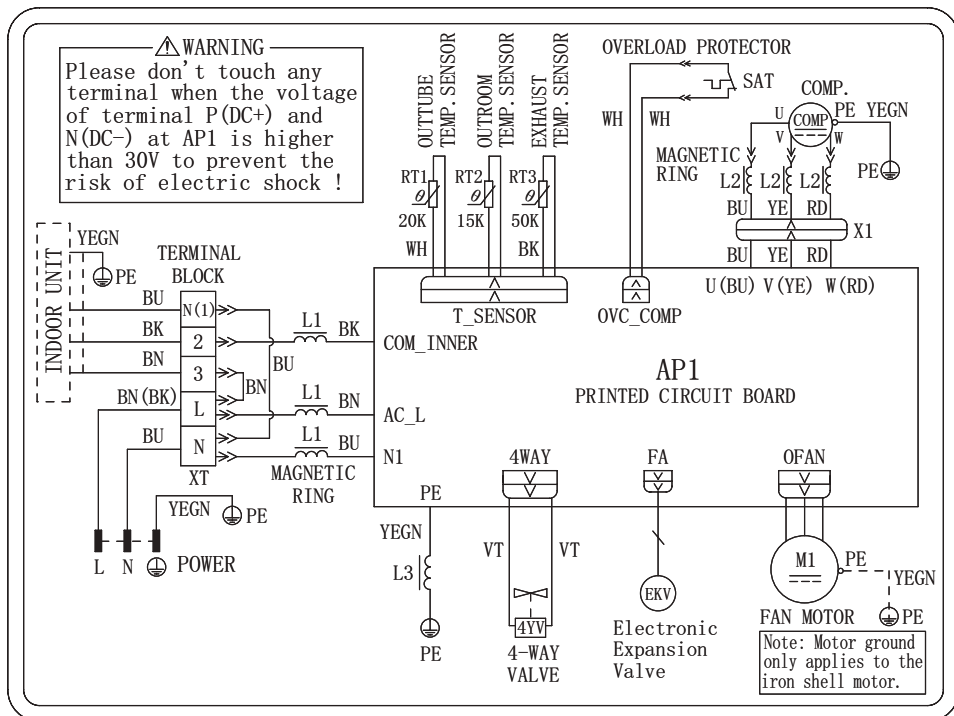 WARNING
Please don't touch any
terminal when the voltage
of terminal P(DC+) and
N(DC-) at AP1 is higher
than 30V to prevent the
risk of electric shock !
OUTTUBE
TEMP. SENSOR
OUTROOM
TEMP. SENSOR
EXHAUST
TEMP. SENSOR
RT1
RT2
RT3
θ
θ
θ
20K
15K
50K
WH
BK
OVERLOAD PROTECTOR
SAT
WH
WH
COMP.
U
COMP
PE
YEGN
V
W
PE
MAGNETIC
RING
L2
L2
L2
BU
YE
RD
X1
BU
YE
RD
U(BU) V(YE) W(RD)
INDOOR UNIT
YEGN
PE
TERMINAL
BLOCK
BU
N(1)
BK
2
BN
3
BN(BK)
L
BU
N
XT
BU
BN
L1
BK
L1
BN
L1
BU
MAGNETIC
RING
YEGN
PE
L
N
POWER
T_SENSOR
OVC_COMP
COM_INNER
AP1
PRINTED CIRCUIT BOARD
AC_L
N1
PE
4WAY
FA
OFAN
YEGN
L3
PE
VT
VT
4YV
4-WAY
VALVE
EKV
Electronic
Expansion
Valve
M1
PE
YEGN
PE
FAN MOTOR
Note: Motor ground
only applies to the
iron shell motor.